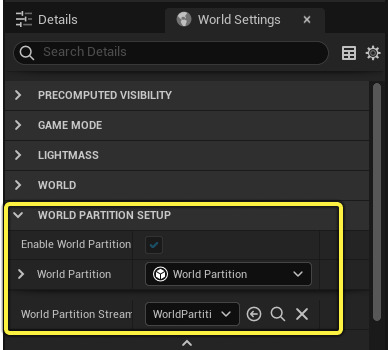 Details
World Settings
Search Details
PRECOMPUTED VISIBILITY
GAME MODE
LIGHTMASS
WORLD
WORLD PARTITION SETUP
Enable World Partition
World Partition World Partition
World Partition Strean WorldPartiti